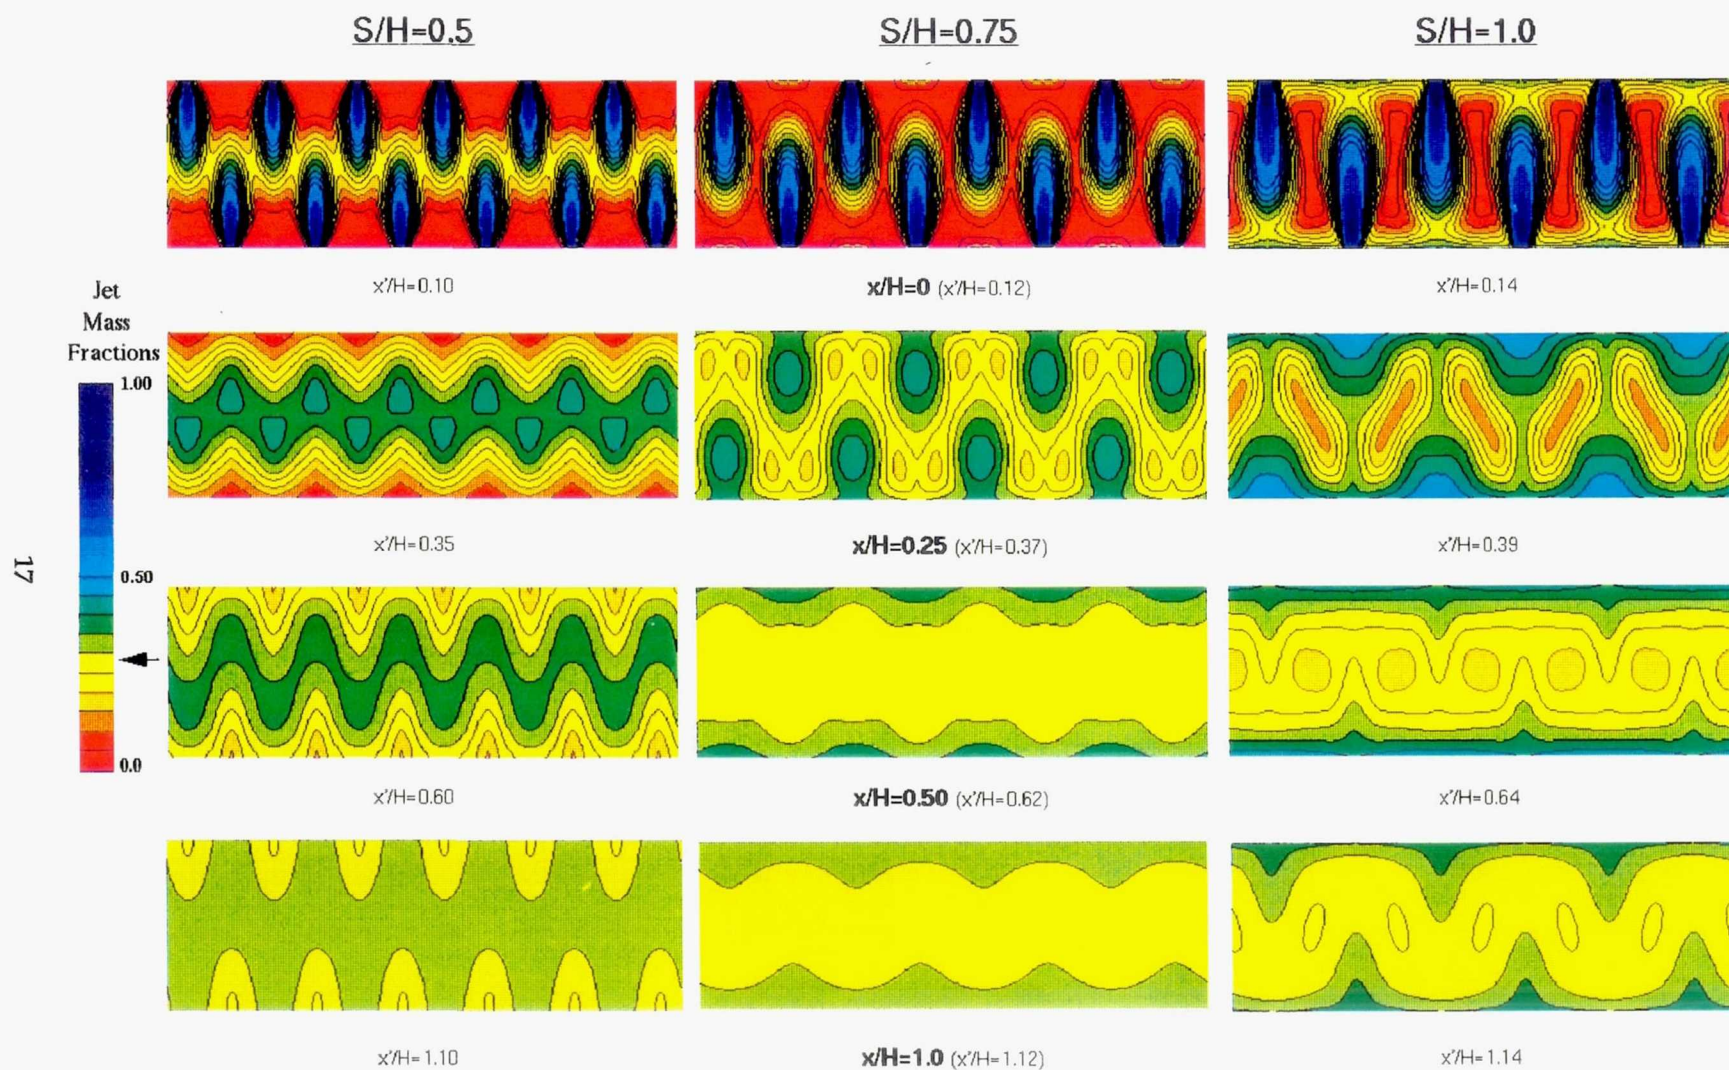 S/H=0.5
S/H=0.75
S/H=1.0
x'/H=0.10
x/H=0 (x'/H=0.12)
x'/H=0.14
Jet
Mass
Fractions
1.00
0.50
0.0
x'/H=0.35
x/H=0.25 (x'/H=0.37)
x'/H=0.39
17
x'/H=0.60
x/H=0.50 (x'/H=0.62)
x'/H=0.64
x'/H=1.10
x/H=1.0 (x'/H=1.12)
x'/H=1.14